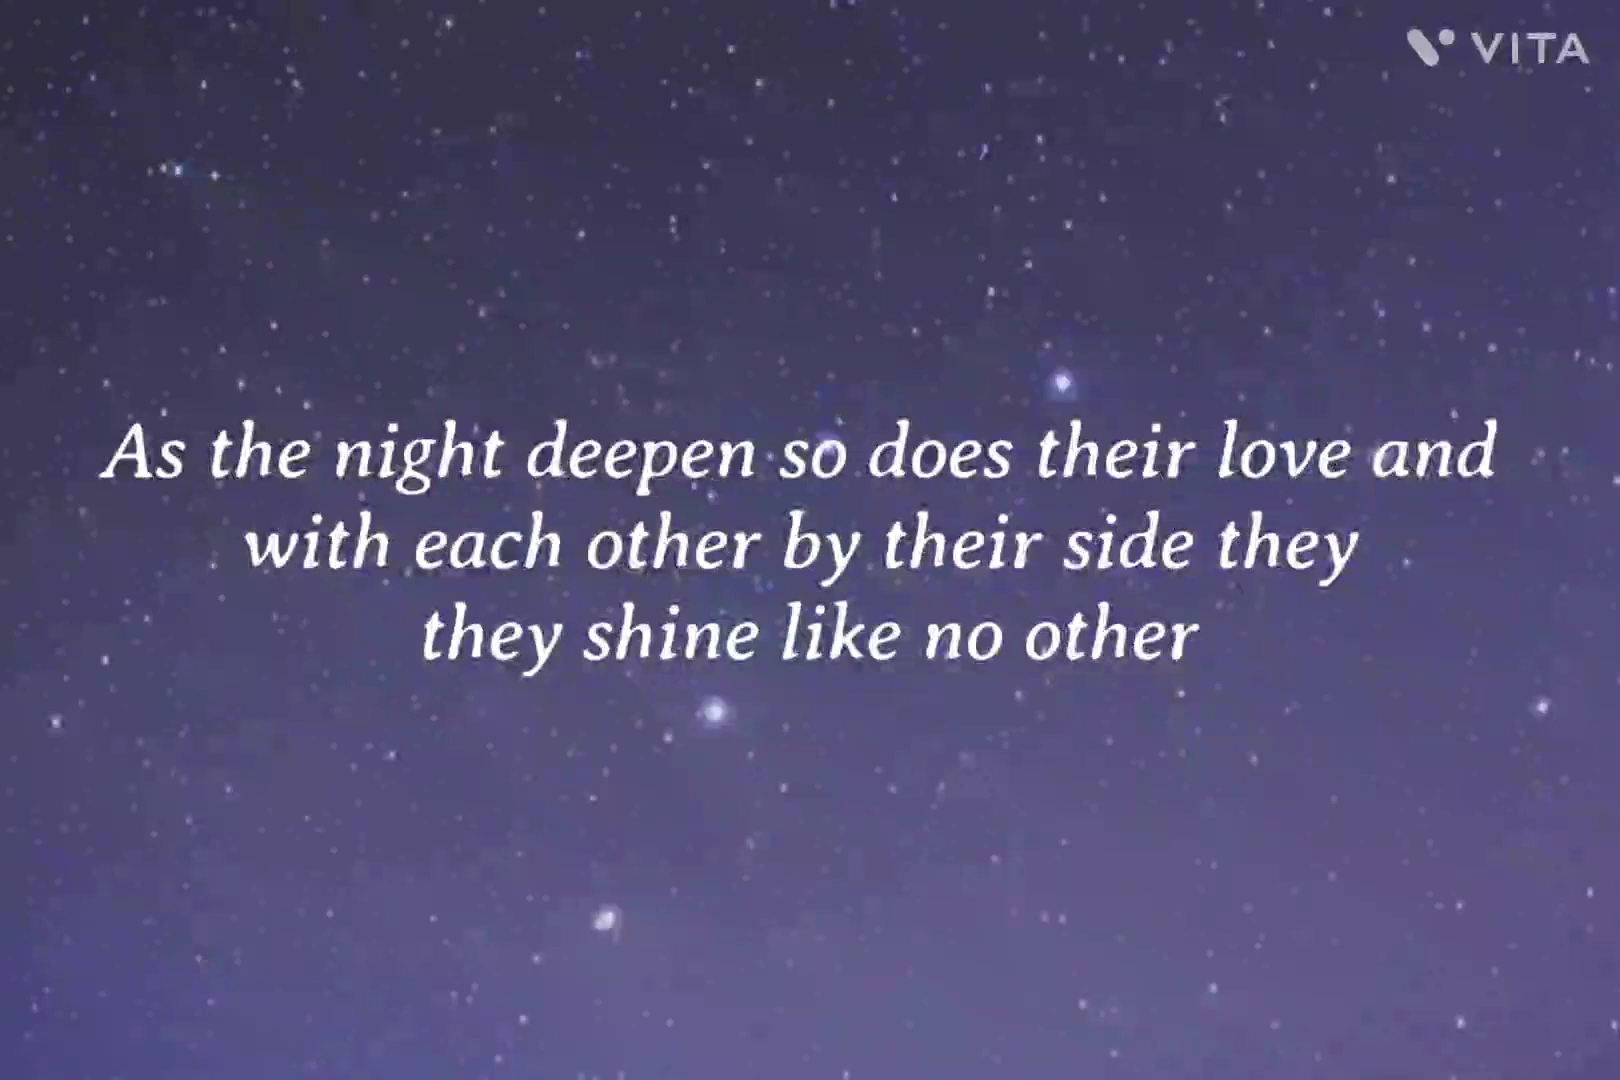 VITA
As the night deepen so does their love and
with each other by their side they
they shine like no other